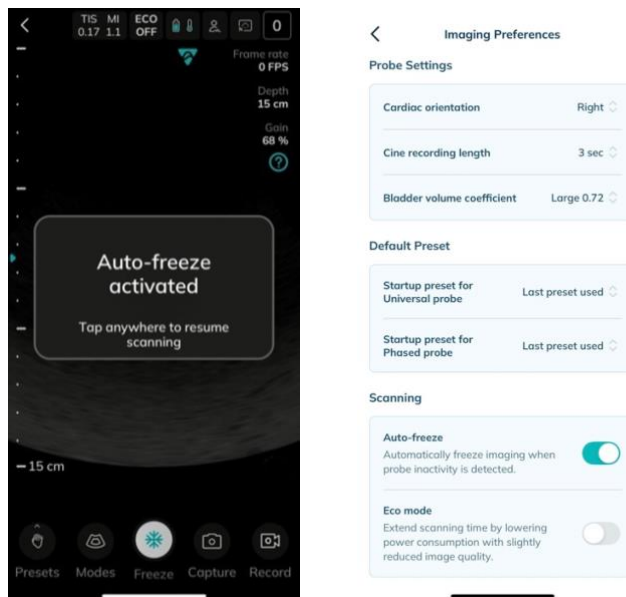 TIS MI ECO
0.17 1.1 OFF 0
Frame rate
0 FPS
Depth
15 cm
Gain
68 %
?
Auto-freeze
activated
Tap anywhere to resume
scanning
15 cm
Presets Modes Freeze Capture Record
Imaging Preferences
Probe Settings
Cardiac orientation Right
Cine recording length 3 sec
Bladder volume coefficient Large 0.72
Default Preset
Startup preset for
Universal probe Last preset used
Startup preset for
Phased probe Last preset used
Scanning
Auto-freeze
Automatically freeze imaging when
probe inactivity is detected.
Eco mode
Extend scanning time by lowering
power consumption with slightly
reduced image quality.